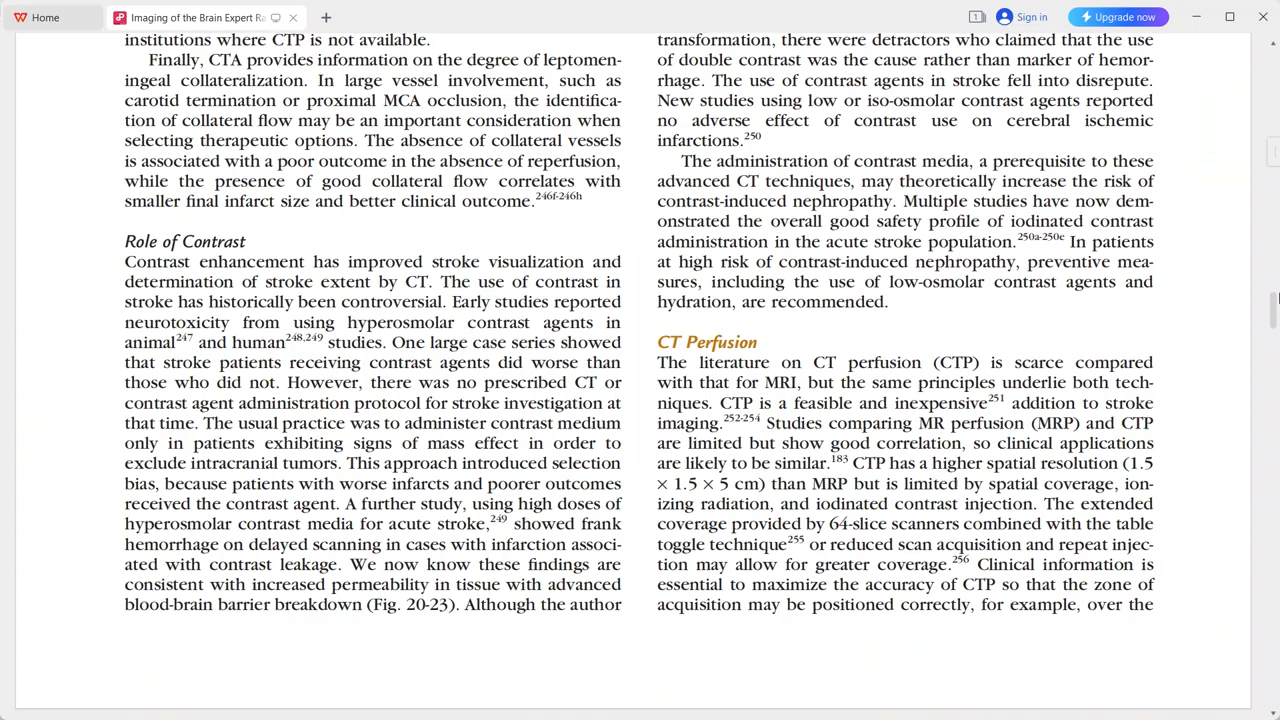 Home
Imaging of the Brain Expert Ra
1
Sign in
Upgrade now
institutions where CTP is not available.
Finally, CTA provides information on the degree of leptomen-
ingeal collateralization. In large vessel involvement, such as
carotid termination or proximal MCA occlusion, the identifica-
tion of collateral flow may be an important consideration when
selecting therapeutic options. The absence of collateral vessels
is associated with a poor outcome in the absence of reperfusion,
while the presence of good collateral flow correlates with
smaller final infarct size and better clinical outcome.246f-246h
Role of Contrast
Contrast enhancement has improved stroke visualization and
determination of stroke extent by CT. The use of contrast in
stroke has historically been controversial. Early studies reported
neurotoxicity from using hyperosmolar contrast agents in
animal247 and human248,249 studies. One large case series showed
that stroke patients receiving contrast agents did worse than
those who did not. However, there was no prescribed CT or
contrast agent administration protocol for stroke investigation at
that time. The usual practice was to administer contrast medium
only in patients exhibiting signs of mass effect in order to
exclude intracranial tumors. This approach introduced selection
bias, because patients with worse infarcts and poorer outcomes
received the contrast agent. A further study, using high doses of
hyperosmolar contrast media for acute stroke,249 showed frank
hemorrhage on delayed scanning in cases with infarction associ-
ated with contrast leakage. We now know these findings are
consistent with increased permeability in tissue with advanced
blood-brain barrier breakdown (Fig. 20-23). Although the author
transformation, there were detractors who claimed that the use
of double contrast was the cause rather than marker of hemor-
rhage. The use of contrast agents in stroke fell into disrepute.
New studies using low or iso-osmolar contrast agents reported
no adverse effect of contrast use on cerebral ischemic
infarctions.250
The administration of contrast media, a prerequisite to these
advanced CT techniques, may theoretically increase the risk of
contrast-induced nephropathy. Multiple studies have now dem-
onstrated the overall good safety profile of iodinated contrast
administration in the acute stroke population.250a-250e In patients
at high risk of contrast-induced nephropathy, preventive mea-
sures, including the use of low-osmolar contrast agents and
hydration, are recommended.
CT Perfusion
The literature on CT perfusion (CTP) is scarce compared
with that for MRI, but the same principles underlie both tech-
niques. CTP is a feasible and inexpensive251 addition to stroke
imaging.252-254 Studies comparing MR perfusion (MRP) and CTP
are limited but show good correlation, so clinical applications
are likely to be similar.183 CTP has a higher spatial resolution (1.5
× 1.5 × 5 cm) than MRP but is limited by spatial coverage, ion-
izing radiation, and iodinated contrast injection. The extended
coverage provided by 64-slice scanners combined with the table
toggle technique255 or reduced scan acquisition and repeat injec-
tion may allow for greater coverage.256 Clinical information is
essential to maximize the accuracy of CTP so that the zone of
acquisition may be positioned correctly, for example, over the